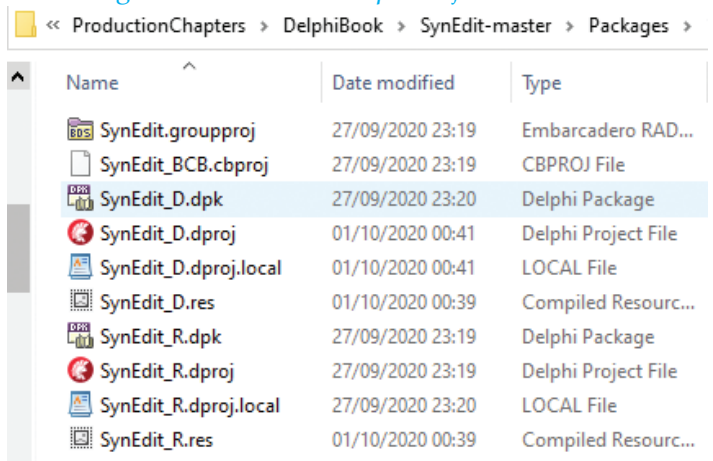 « ProductionChapters > DelphiBook > SynEdit-master > Packages >
Name Date modified Type
BDS SynEdit.groupproj 27/09/2020 23:19 Embarcadero RAD...
SynEdit_BCB.cbproj 27/09/2020 23:19 CBPROJ File
DPK SynEdit_D.dpk 27/09/2020 23:20 Delphi Package
SynEdit_D.dproj 01/10/2020 00:41 Delphi Project File
SynEdit_D.dproj.local 01/10/2020 00:41 LOCAL File
SynEdit_D.res 01/10/2020 00:39 Compiled Resourc...
DPK SynEdit_R.dpk 27/09/2020 23:19 Delphi Package
SynEdit_R.dproj 27/09/2020 23:19 Delphi Project File
SynEdit_R.dproj.local 27/09/2020 23:20 LOCAL File
SynEdit_R.res 01/10/2020 00:39 Compiled Resourc...